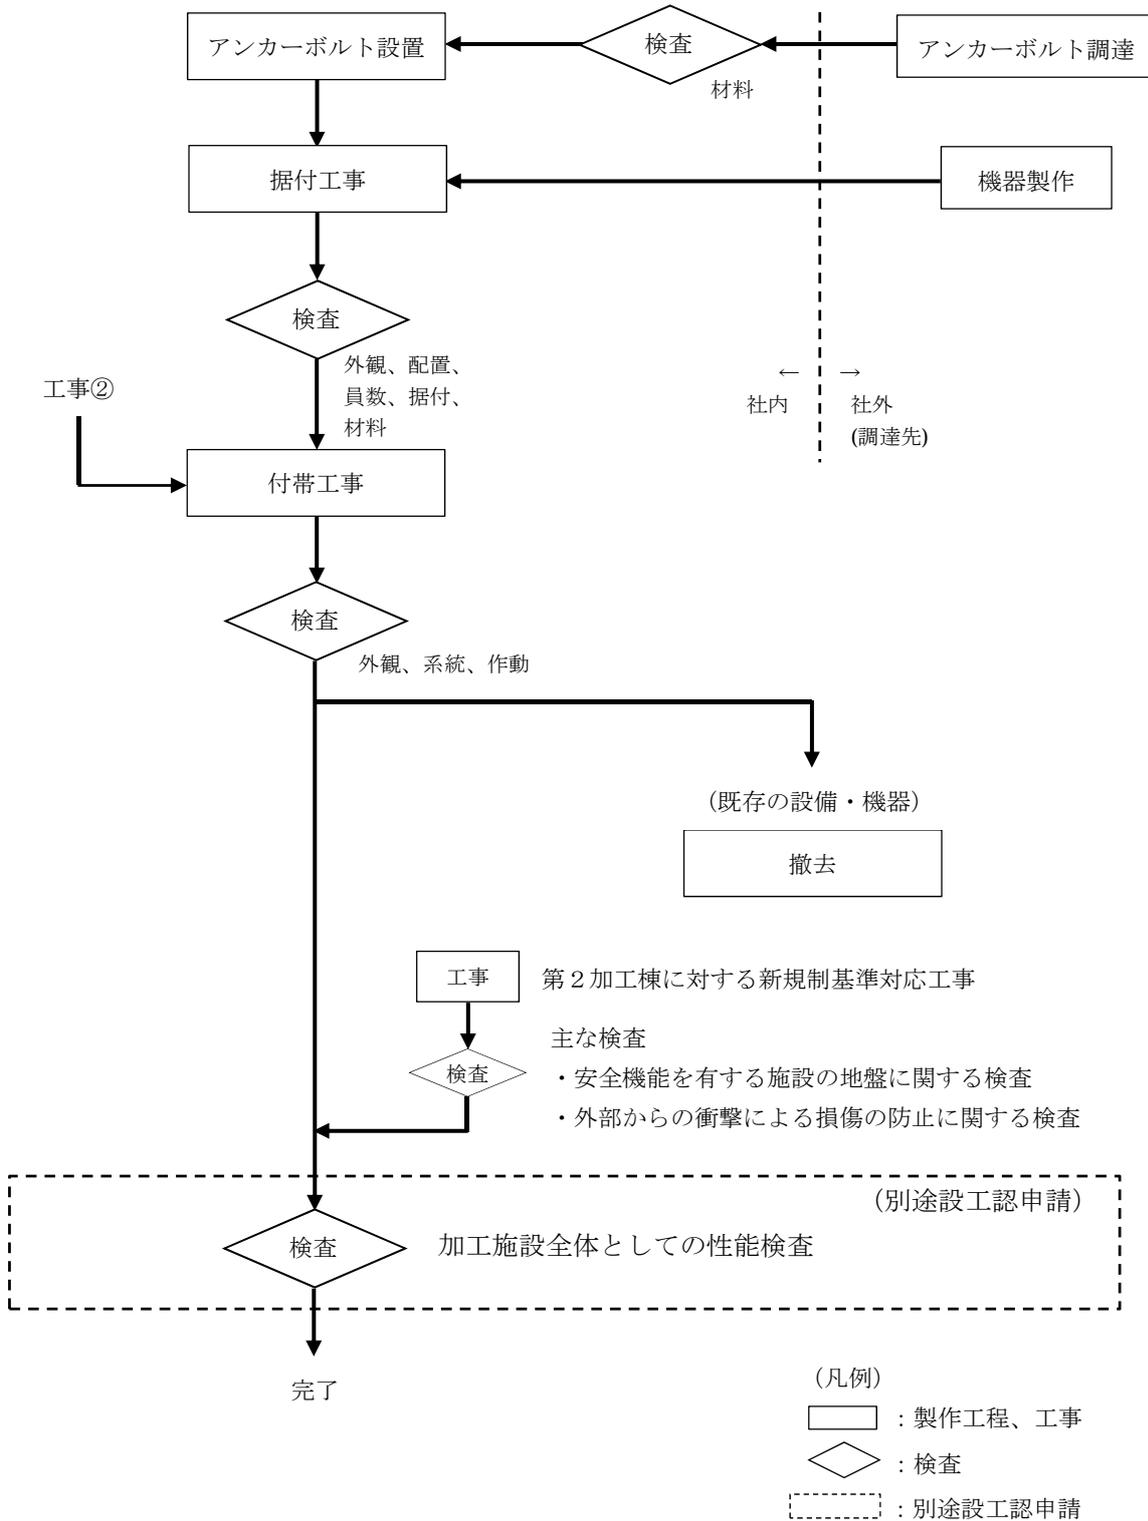 アンカーボルト設置
検査
アンカーボルト調達
材料
据付工事
機器製作
検査
外観、配置、
員数、据付、
材料
← →
社内 社外
(調達先)
工事②
付帯工事
検査
外観、系統、作動
(既存の設備・機器)
撤去
工事 第2加工棟に対する新規制基準対応工事
主な検査
検査
・安全機能を有する施設の地盤に関する検査
・外部からの衝撃による損傷の防止に関する検査
(別途設工認申請)
検査 加工施設全体としての性能検査
完了
(凡例)
:製作工程、工事
:検査
:別途設工認申請